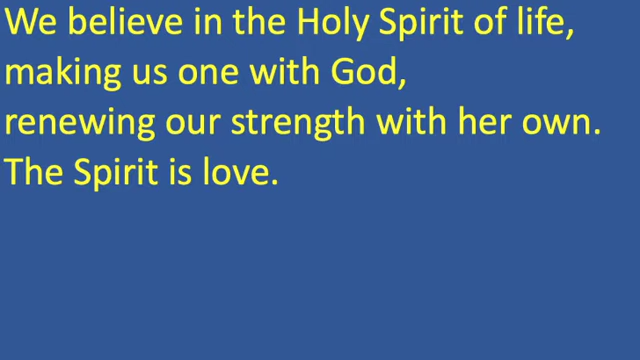 We believe in the Holy Spirit of life,
making us one with God,
renewing our strength with her own.
The Spirit is love.